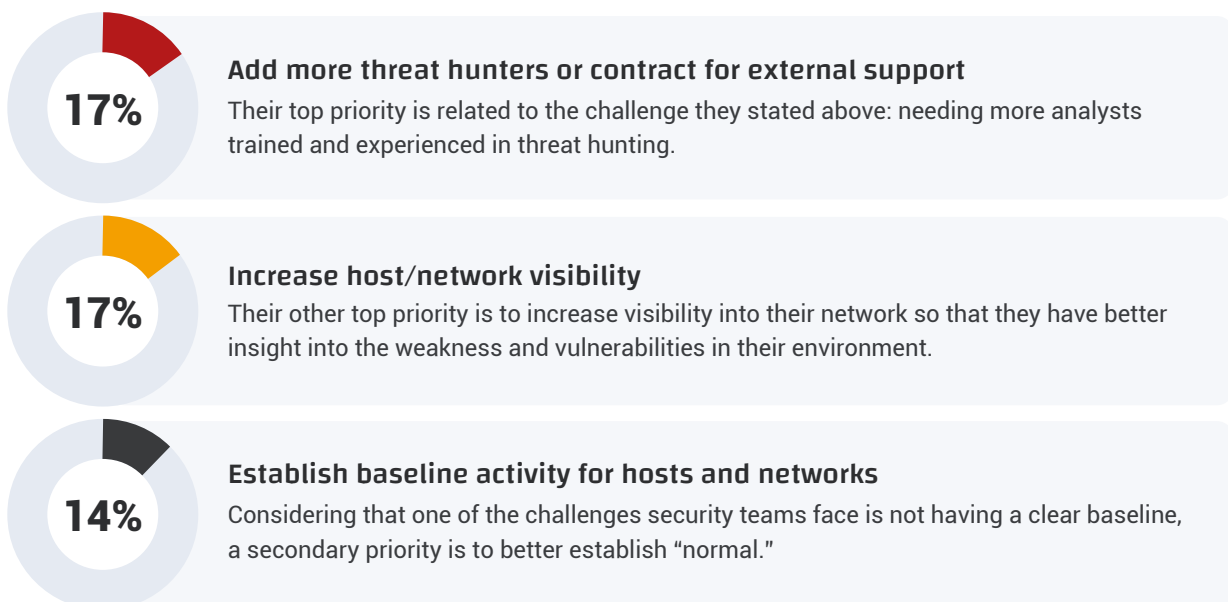 17%
Add more threat hunters or contract for external support
Their top priority is related to the challenge they stated above: needing more analysts
trained and experienced in threat hunting.
17%
Increase host/network visibility
Their other top priority is to increase visibility into their network so that they have better
insight into the weakness and vulnerabilities in their environment.
14%
Establish baseline activity for hosts and networks
Considering that one of the challenges security teams face is not having a clear baseline,
a secondary priority is to better establish “normal.”